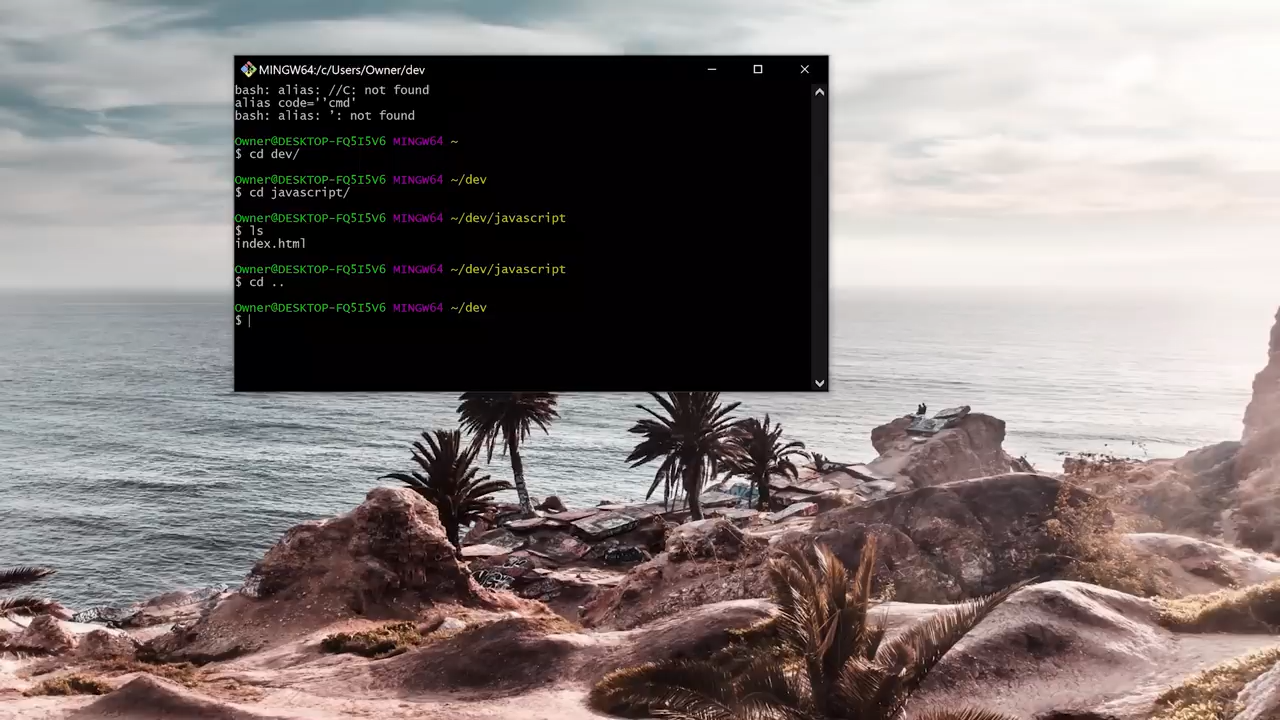 MINGW64:/c/Users/Owner/dev
bash: alias: //C: not found
alias code=''cmd'
bash: alias: ': not found
Owner@DESKTOP-FQ5I5V6 MINGW64 ~
$ cd dev/
Owner@DESKTOP-FQ5I5V6 MINGW64 ~/dev
$ cd javascript/
Owner@DESKTOP-FQ5I5V6 MINGW64 ~/dev/javascript
$ ls
index.html
Owner@DESKTOP-FQ5I5V6 MINGW64 ~/dev/javascript
$ cd ..
Owner@DESKTOP-FQ5I5V6 MINGW64 ~/dev
$